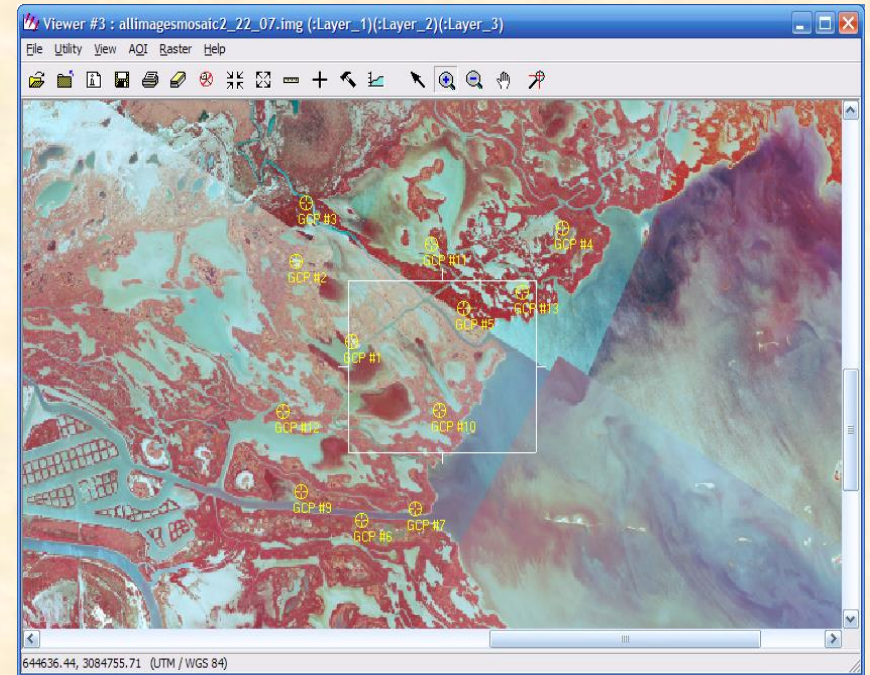 Viewer #3 : allimagesmosaic2_22_07.img (:Layer_1)(:Layer_2)(:Layer_3)
File Utility View AOI Raster Help
GCP #3
GCP #4
GCP #11
GCP #2
GCP #13
GCP #5
GCP #1
GCP #10
GCP #12
GCP #9
GCP #7
GCP #6
644636.44, 3084755.71 (UTM / WGS 84)